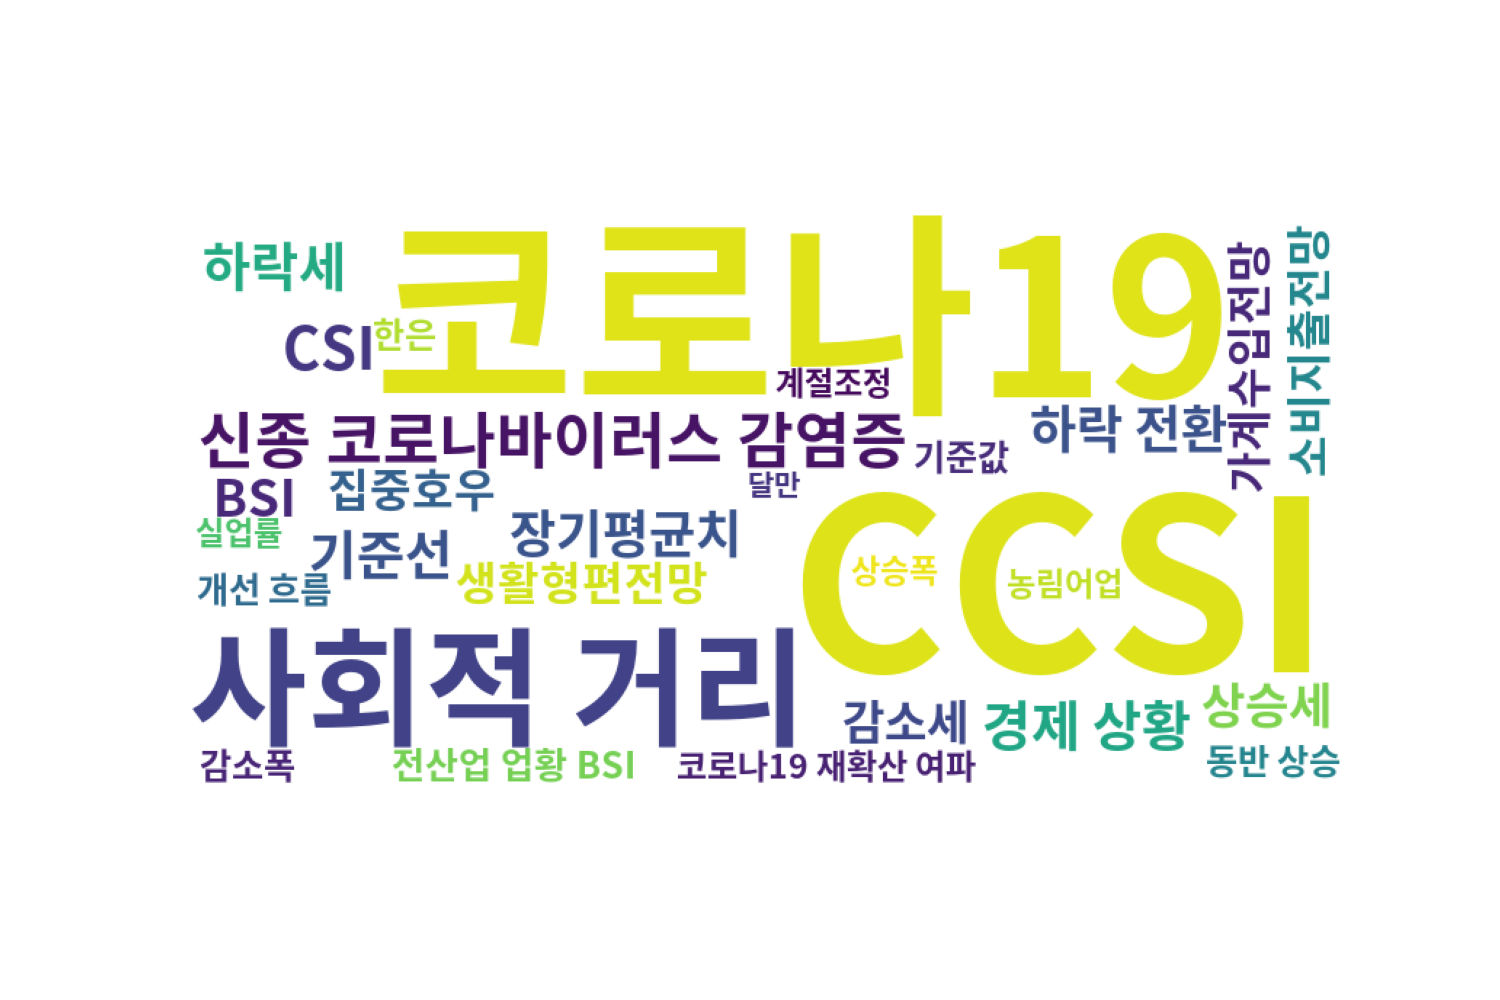 하락세
코로나19
가계수입전망
소비지출전망
CSI
한은
계절조정
신종 코로나바이러스 감염증
기준값
하락 전환
BSI
집중호우
달만
실업률
기준선
장기평균치
CCSI
상승폭
농림어업
개선 흐름
생활형편전망
사회적 거리
감소세
경제 상황
상승세
감소폭
전산업 업황 BSI
코로나19 재확산 여파
동반 상승